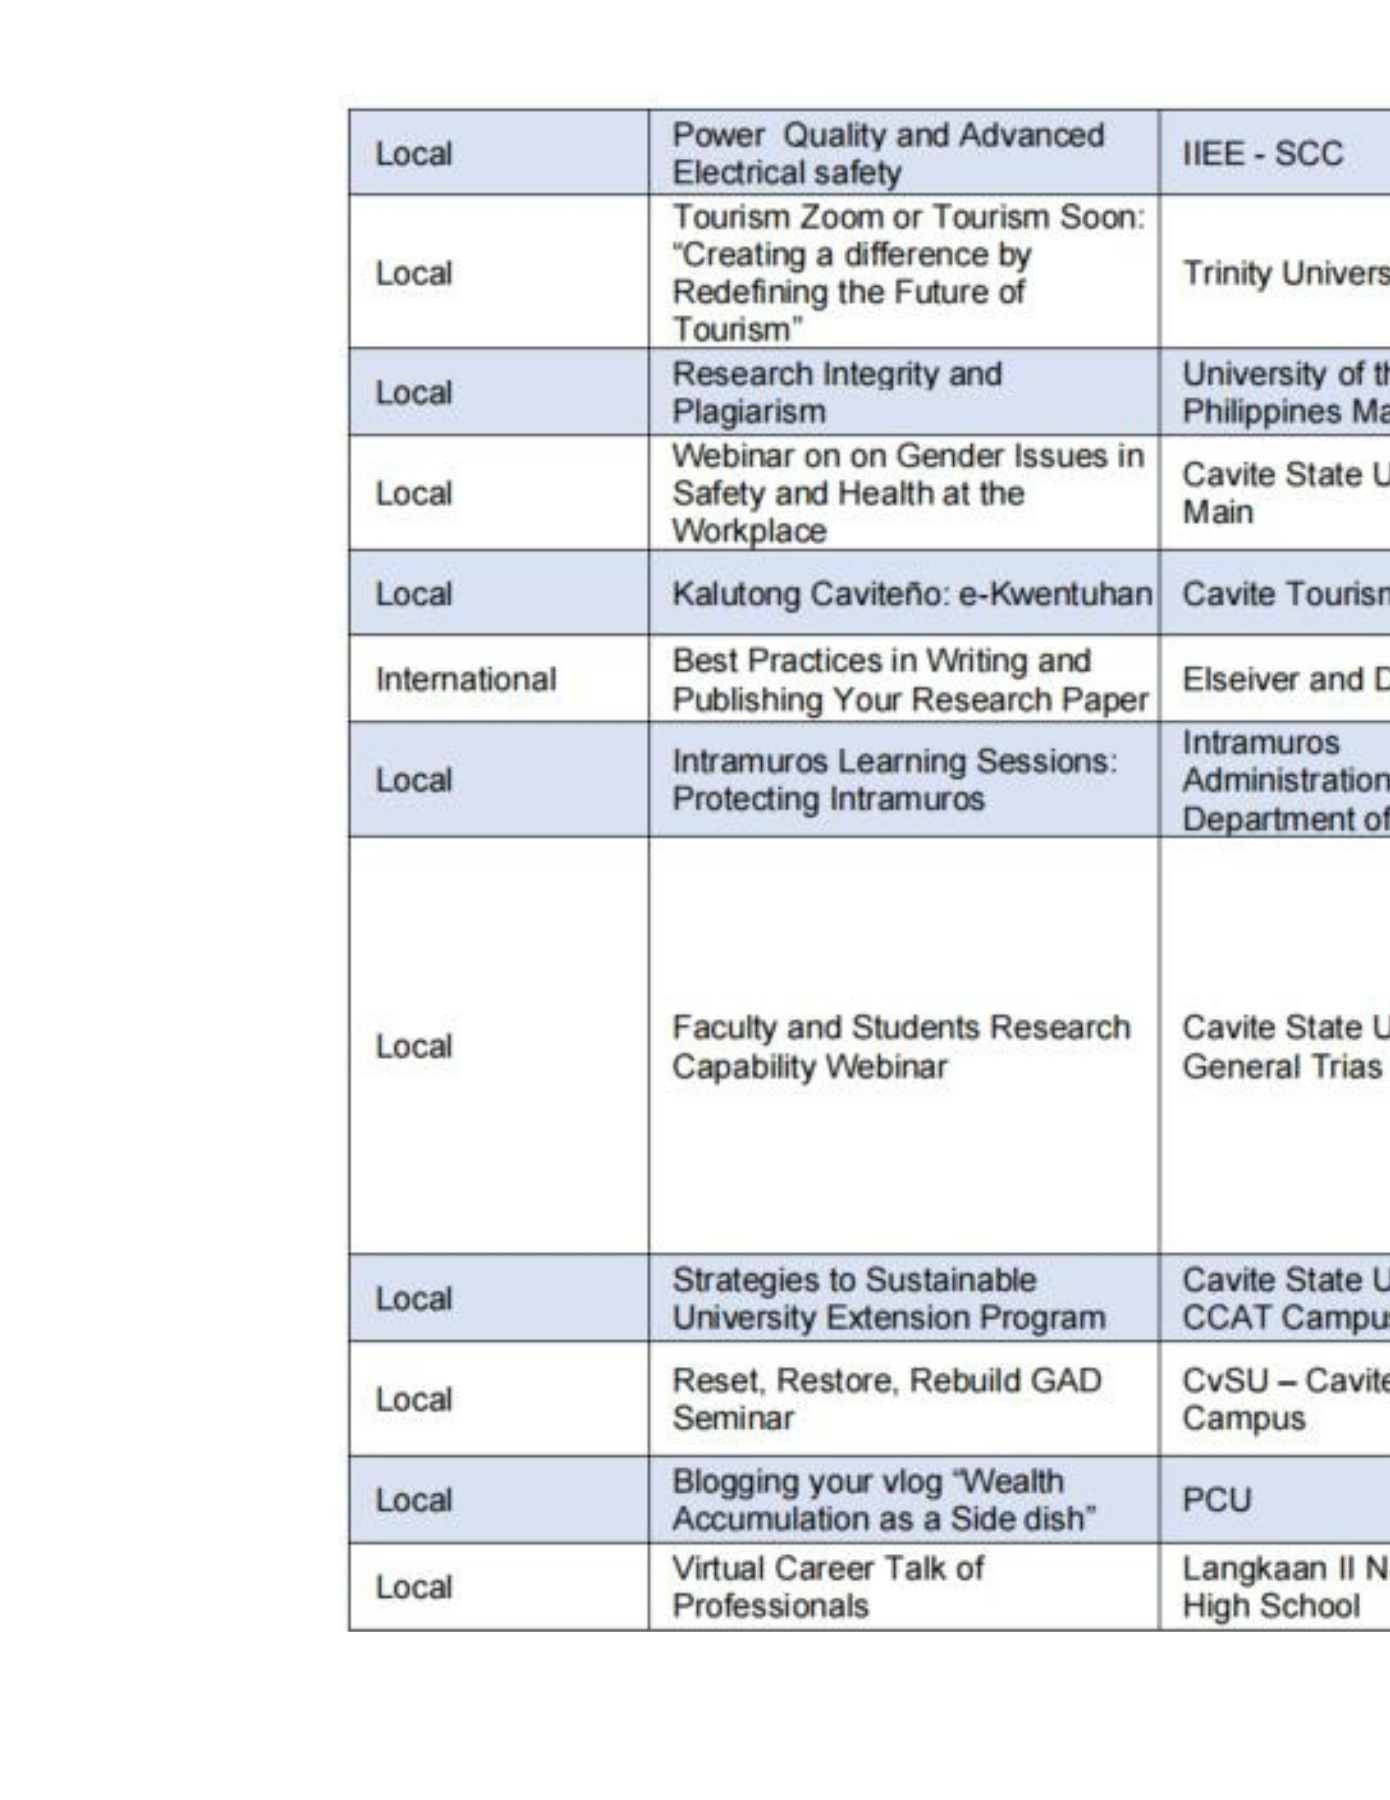 Local
Power Quality and Advanced
Electrical safety
IIEE - SCC
Local
Tourism Zoom or Tourism Soon:
“Creating a difference by
Redefining the Future of
Tourism”
Trinity
Local
Research Integrity and
Plagiarism
University of
Philippines
Local
Webinar on on Gender Issues in
Safety and Health at the
Workplace
Cavite State
Main
Local
Kalutong Caviteño: e-Kwentuhan
Cavite
International
Best Practices in Writing and
Publishing Your Research Paper
Elseiver and
Local
Intramuros Learning Sessions:
Protecting Intramuros
Intramuros
Administration
Department of
Local
Faculty and Students Research
Capability Webinar
Cavite State
General Trias
Local
Strategies to Sustainable
University Extension Program
Cavite State
CCAT
Local
Reset, Restore, Rebuild GAD
Seminar
CvSU – Cavite
Campus
Local
Blogging your vlog “Wealth
Accumulation as a Side dish”
PCU
Local
Virtual Career Talk of
Professionals
Langkaan II
High School